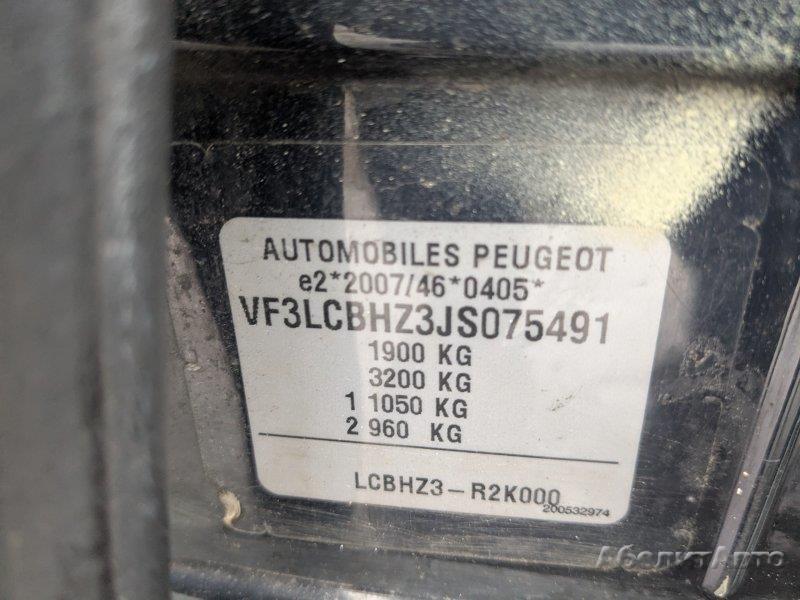 AUTOMOBILES PEUGEOT
e2*2007/46*0405*
VF3LCBHZ3JS075491
1900 KG
3200 KG
1 1050 KG
2 960 KG
LCBHZ3-R2K000
200532974
АбсолутАвто